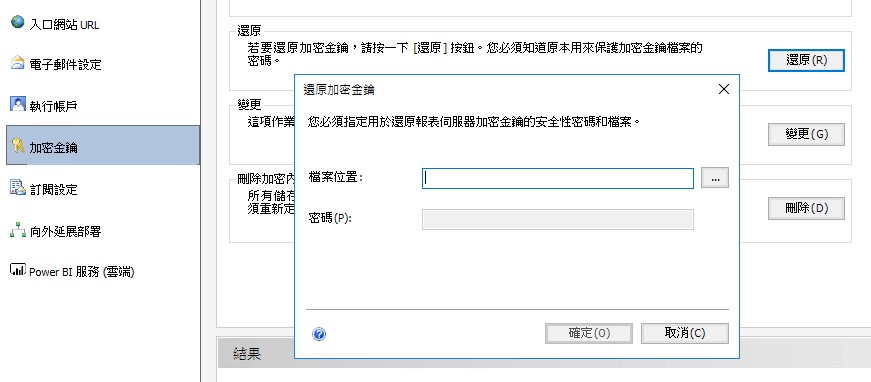 入口網站 URL
電子郵件設定
執行帳戶
加密金鑰
訂閱設定
向外延展部署
Power BI 服務 (雲端)
還原
若要還原加密金鑰，請按一下 [還原] 按鈕。您必須知道原本用來保護加密金鑰檔案的
密碼。
還原(R)
變更
這項作業
變更(G)
刪除加密內
所有儲存
須重新定
刪除(D)
還原加密金鑰
您必須指定用於還原報表伺服器加密金鑰的安全性密碼和檔案。
檔案位置:
...
密碼(P):
確定(O)
取消(C)
結果